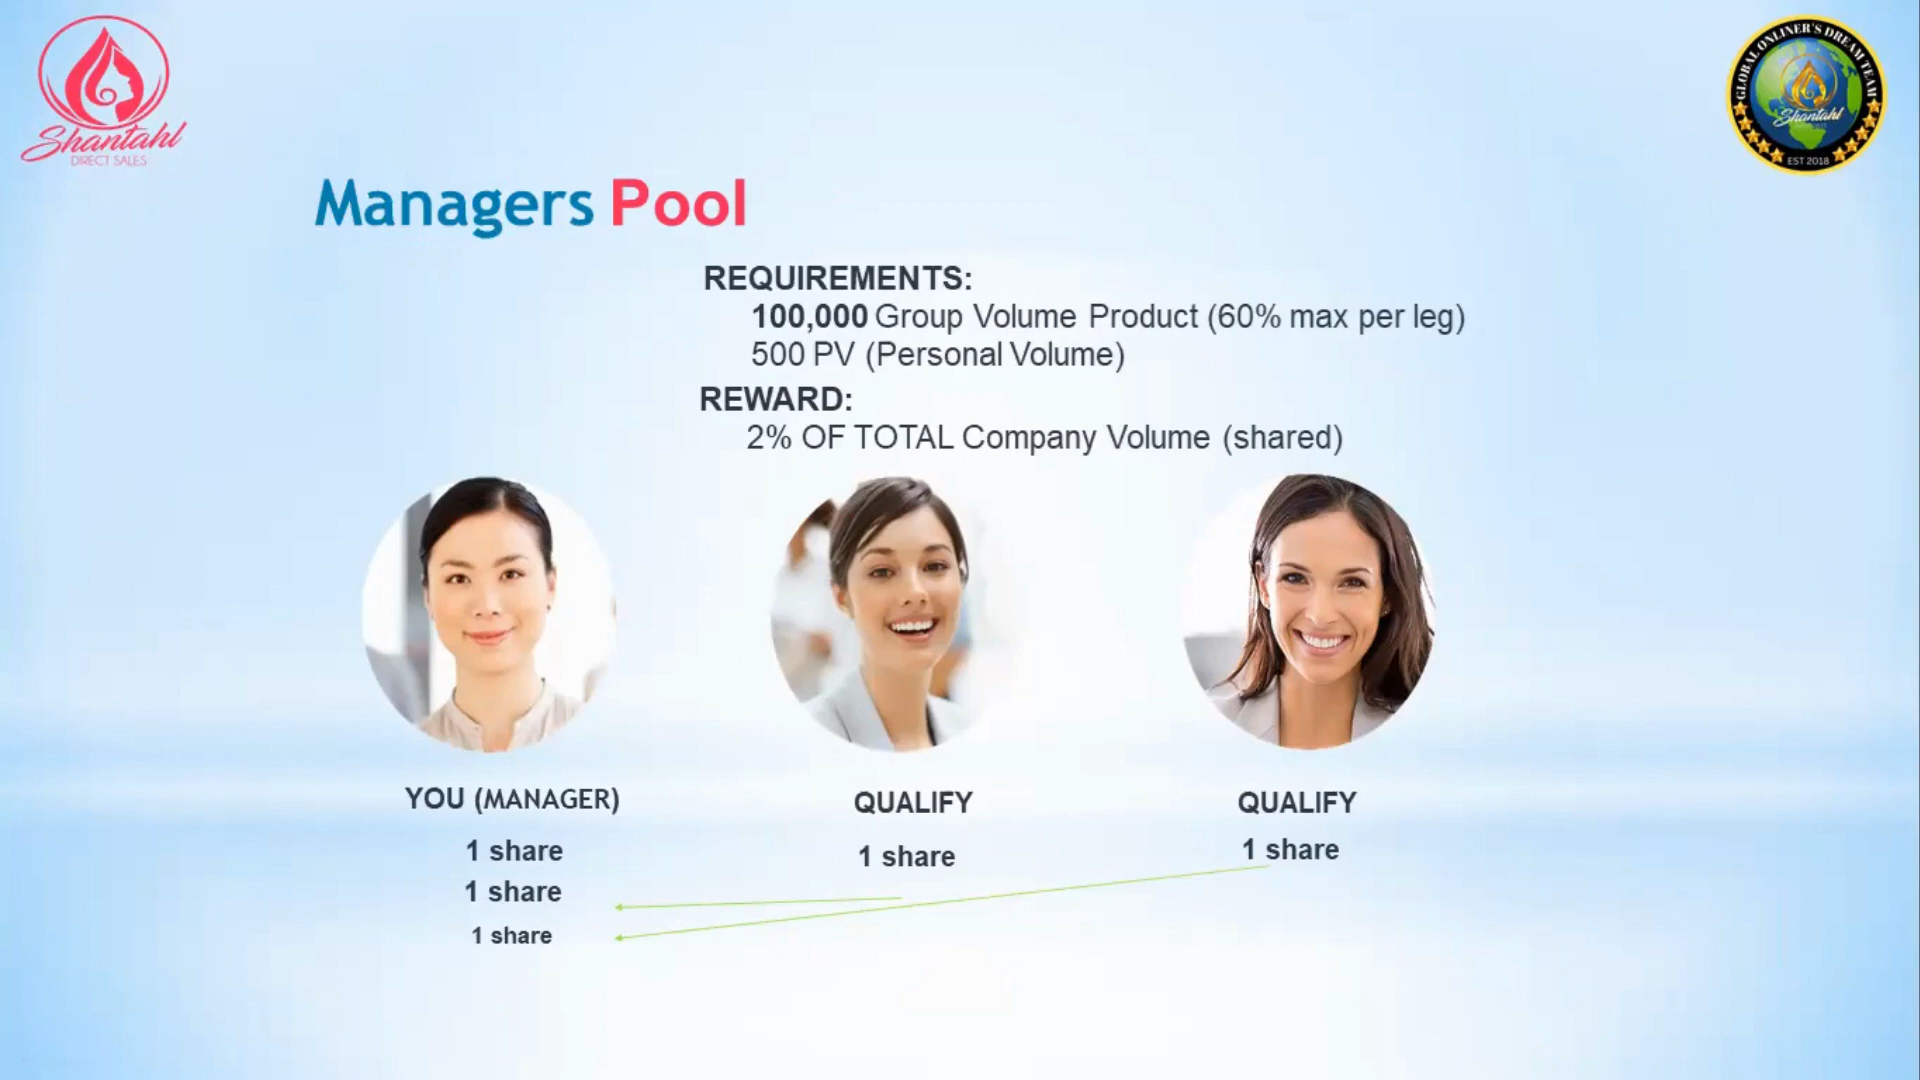 Shantahl
DIRECT SALES
GLOBAL ONLINER'S DREAM TEAM
Shantahl
EST 2018
Managers Pool
REQUIREMENTS:
100,000 Group Volume Product (60% max per leg)
500 PV (Personal Volume)
REWARD:
2% OF TOTAL Company Volume (shared)
YOU (MANAGER)
QUALIFY
QUALIFY
1 share
1 share
1 share
1 share
1 share